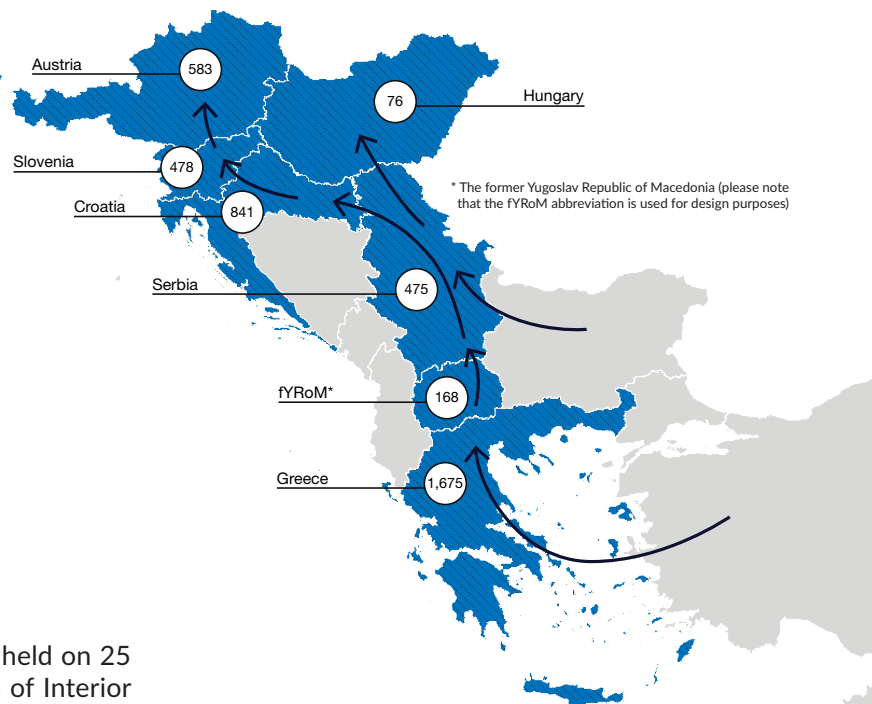 Austria
583
76
Hungary
Slovenia
478
* The former Yugoslav Republic of Macedonia (please note
that the fYRoM abbreviation is used for design purposes)
Croatia
841
Serbia
475
fYRoM*
168
Greece
1,675
held on 25
of Interior